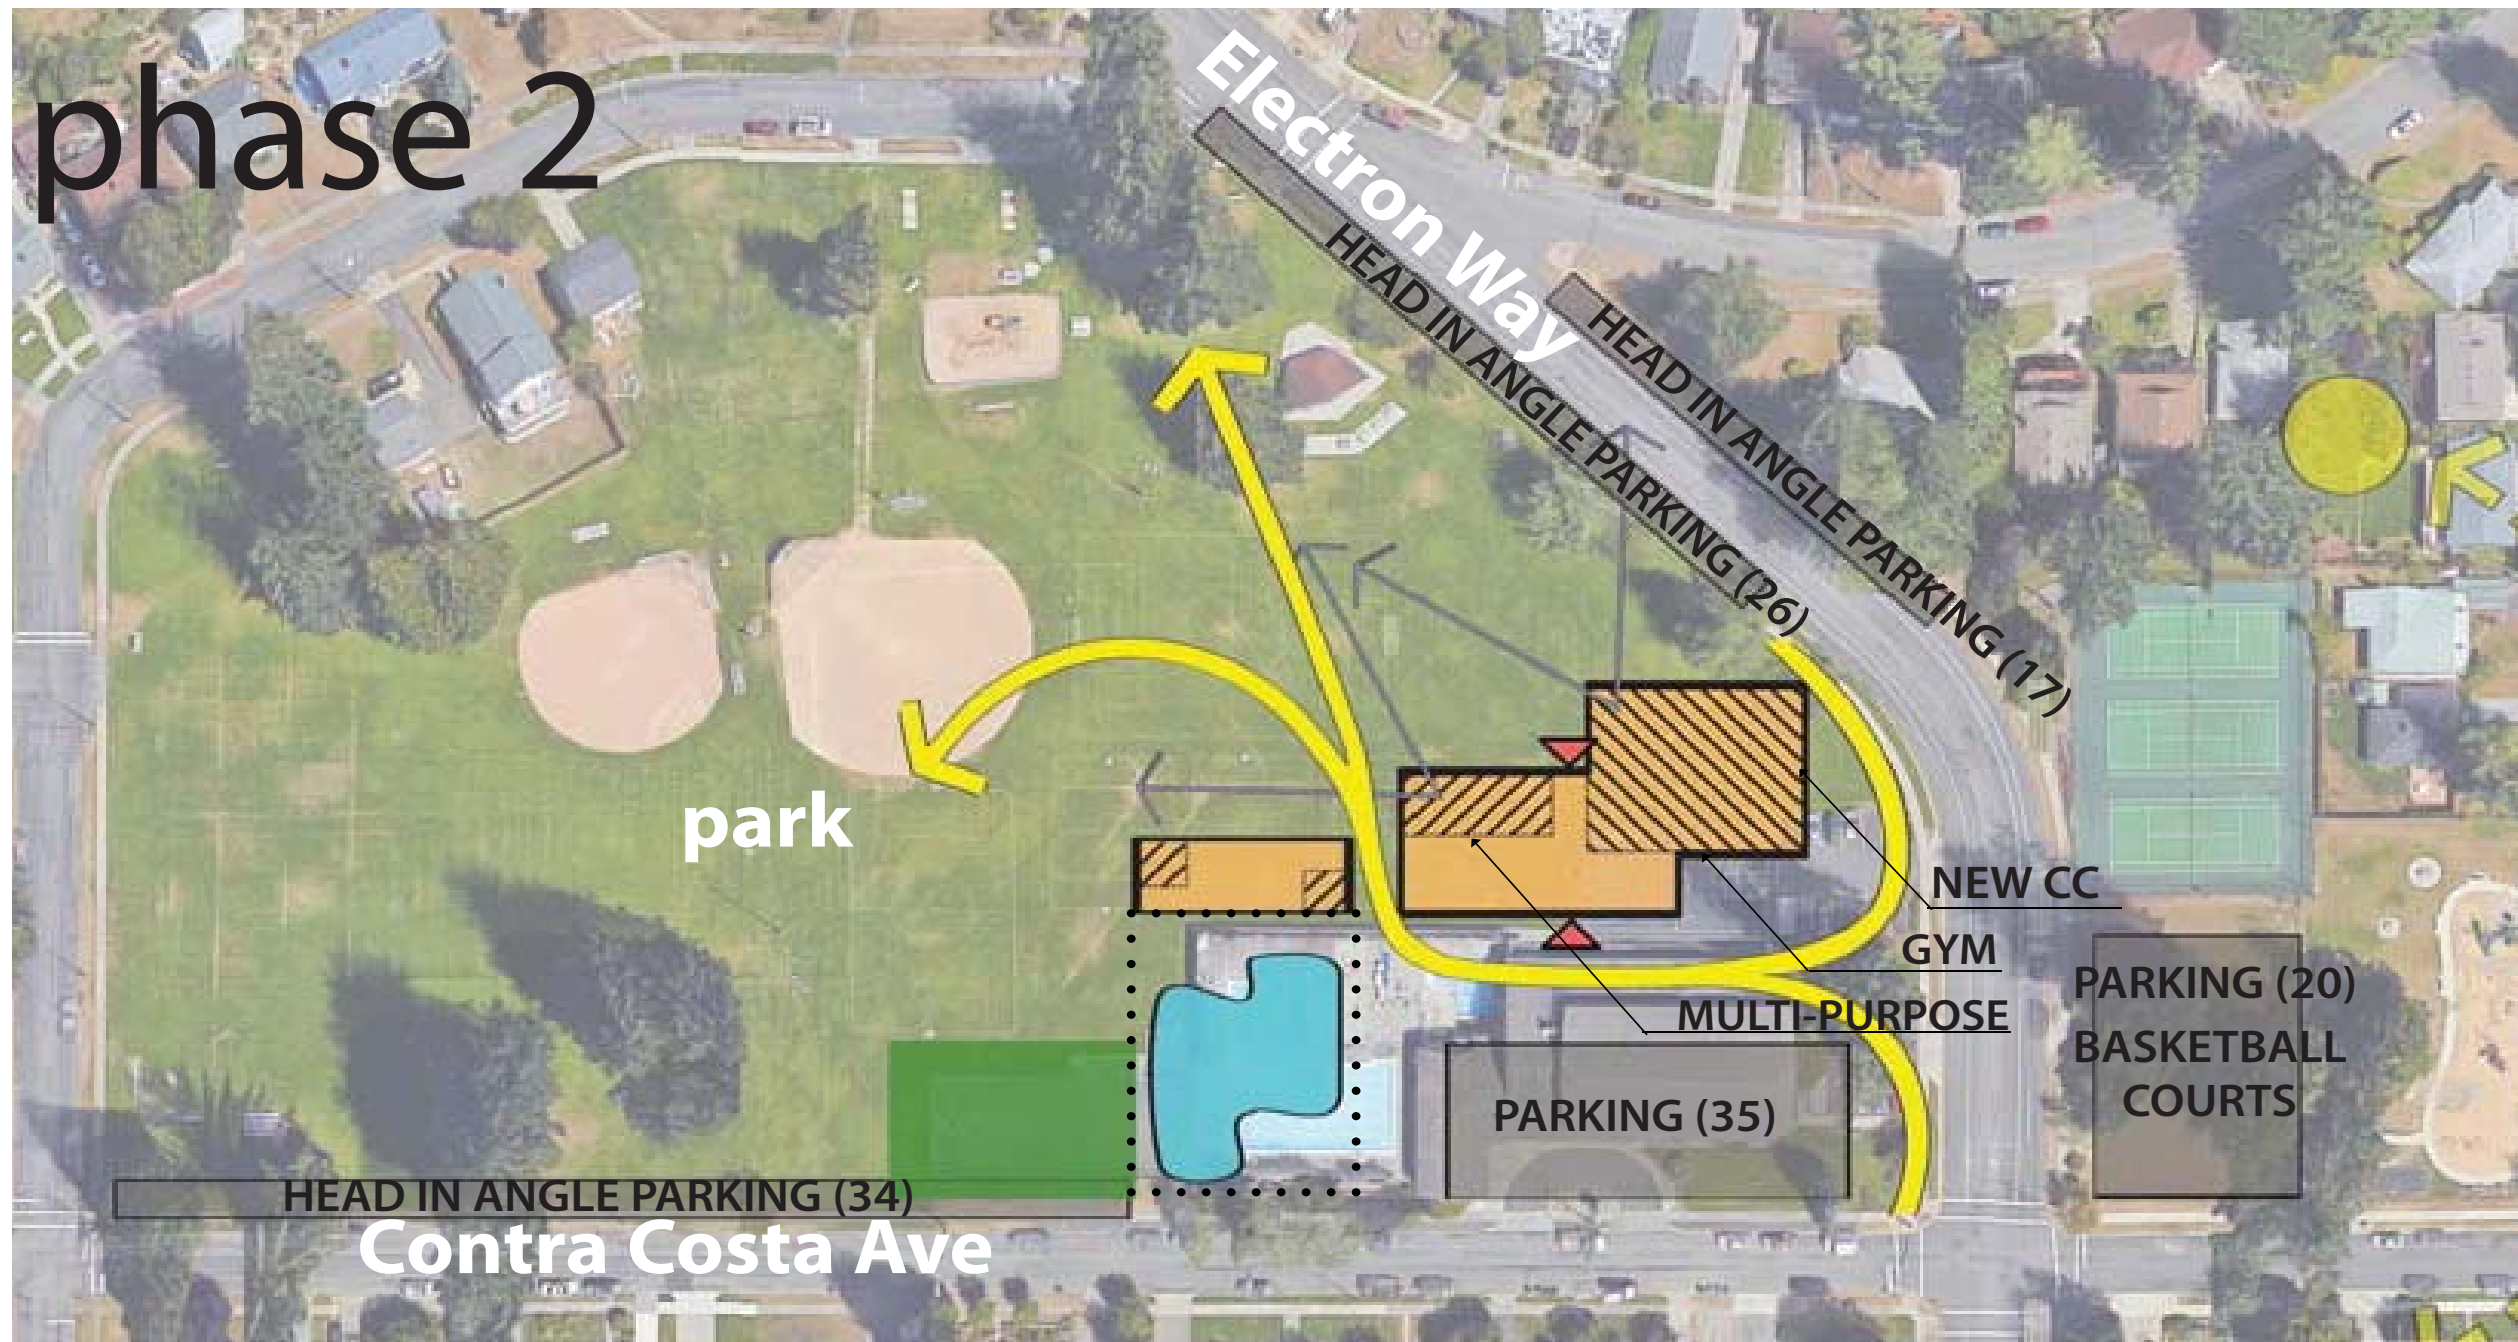 phase 2
Electron Way
HEAD IN ANGLE PARKING (26)
HEAD IN ANGLE PARKING (17)
park
NEW CC
GYM
MULTI-PURPOSE
PARKING (20)
BASKETBALL
COURTS
PARKING (35)
HEAD IN ANGLE PARKING (34)
Contra Costa Ave